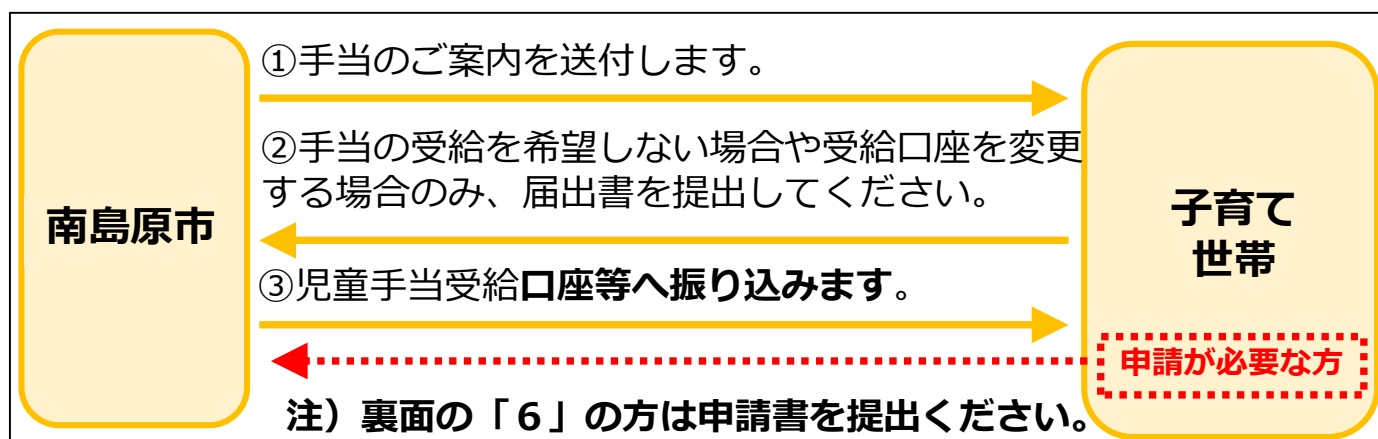 南島原市
①手当のご案内を送付します。
②手当の受給を希望しない場合や受給口座を変更
する場合のみ、届出書を提出してください。
③児童手当受給口座等へ振り込みます。
子育て
世帯
申請が必要な方
注）裏面の「６」の方は申請書を提出ください。